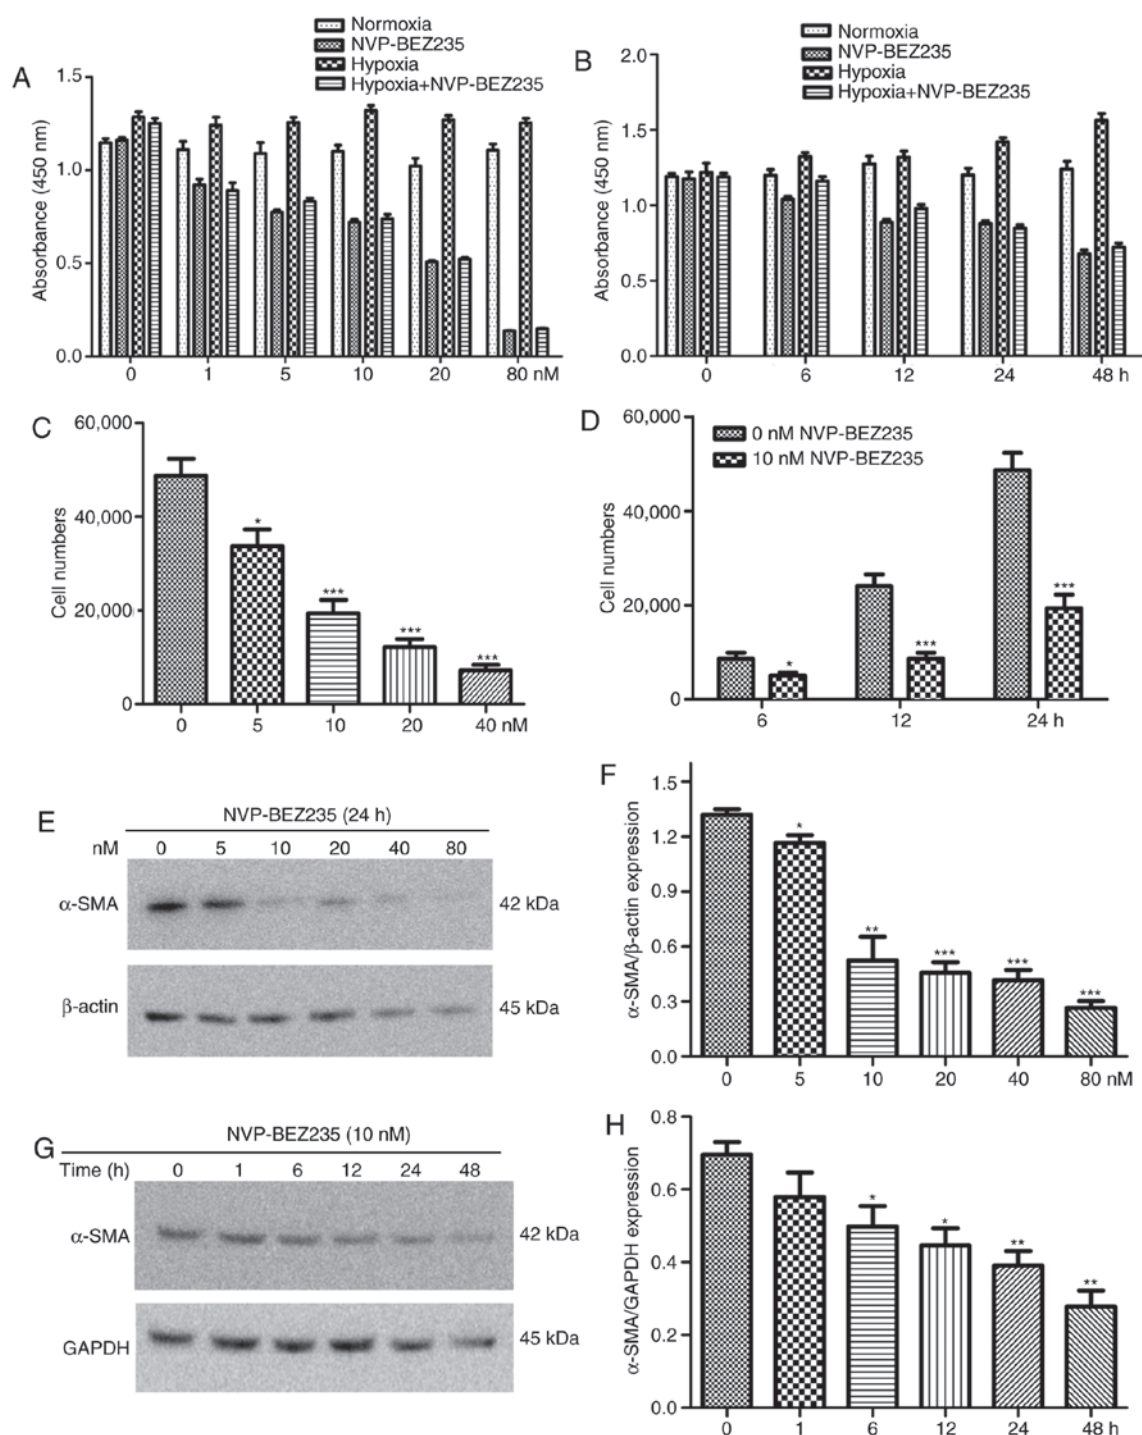 A
Normoxia
NVP-BEZ235
Hypoxia
Hypoxia+NVP-BEZ235
Absorbance (450 nm)
1.5
1.0
0.5
0.0
0 1 5 10 20 80 nM
B
Normoxia
NVP-BEZ235
Hypoxia
Hypoxia+NVP-BEZ235
Absorbance (450 nm)
2.0
1.5
1.0
0.5
0.0
0 6 12 24 48 h
C
Cell numbers
60,000
40,000
20,000
0
* *** *** ***
0 5 10 20 40 nM
D
0 nM NVP-BEZ235
10 nM NVP-BEZ235
Cell numbers
60,000
40,000
20,000
0
* *** ***
6 12 24 h
E
NVP-BEZ235 (24 h)
nM 0 5 10 20 40 80
α-SMA 42 kDa
β-actin 45 kDa
F
α-SMA/β-actin expression
1.5
1.2
0.9
0.6
0.3
0.0
* ** *** *** ***
0 5 10 20 40 80 nM
G
NVP-BEZ235 (10 nM)
Time (h) 0 1 6 12 24 48
α-SMA 42 kDa
GAPDH 45 kDa
H
α-SMA/GAPDH expression
0.8
0.6
0.4
0.2
0.0
* * ** **
0 1 6 12 24 48 h